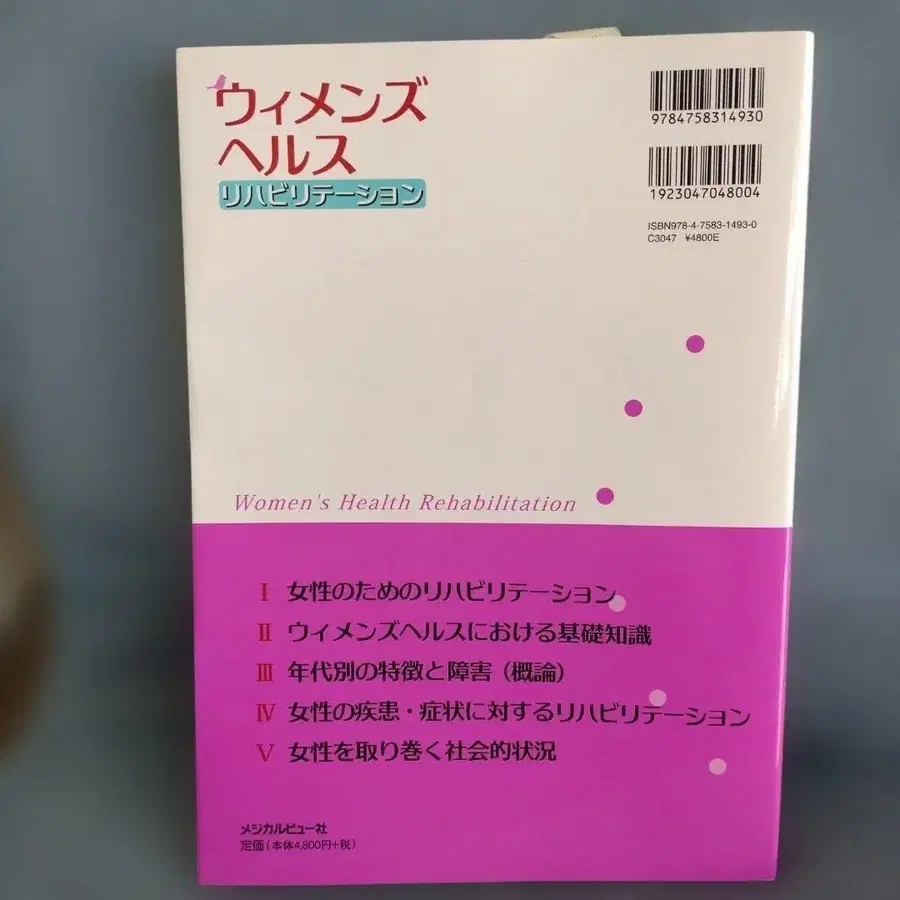 ウィメンズ
ヘルス
リハビリテーション
9784758314930
1923047048004
ISBN978-4-7583-1493-0
C3047 ¥4800E
Women's Health Rehabilitation
I 女性のためのリハビリテーション
II ウィメンズヘルスにおける基礎知識
III 年代別の特徴と障害（概論）
IV 女性の疾患・症状に対するリハビリテーション
V 女性を取り巻く社会的状況
メジカルビュー社
定価（本体4,800円+税）